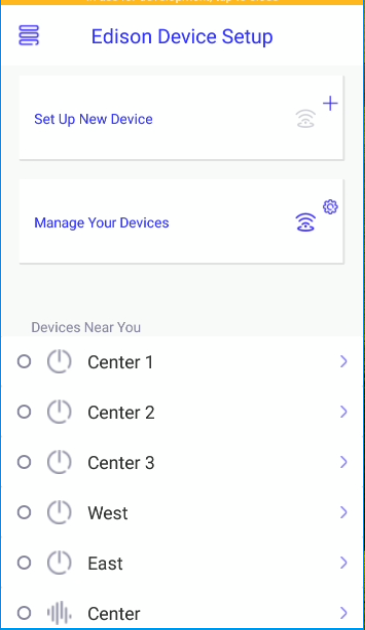 Edison Device Setup
Set Up New Device
Manage Your Devices
Devices Near You
Center 1
Center 2
Center 3
West
East
Center